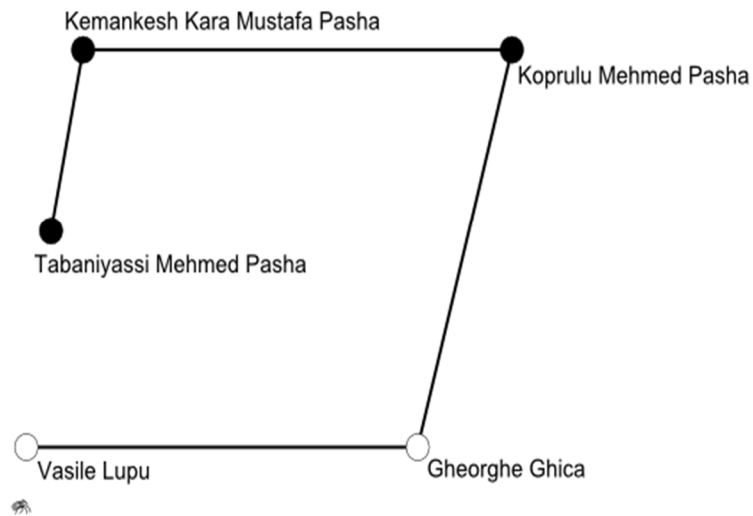 Kemankesh Kara Mustafa Pasha
Koprulu Mehmed Pasha
Tabaniyassi Mehmed Pasha
Vasile Lupu
Gheorghe Ghica